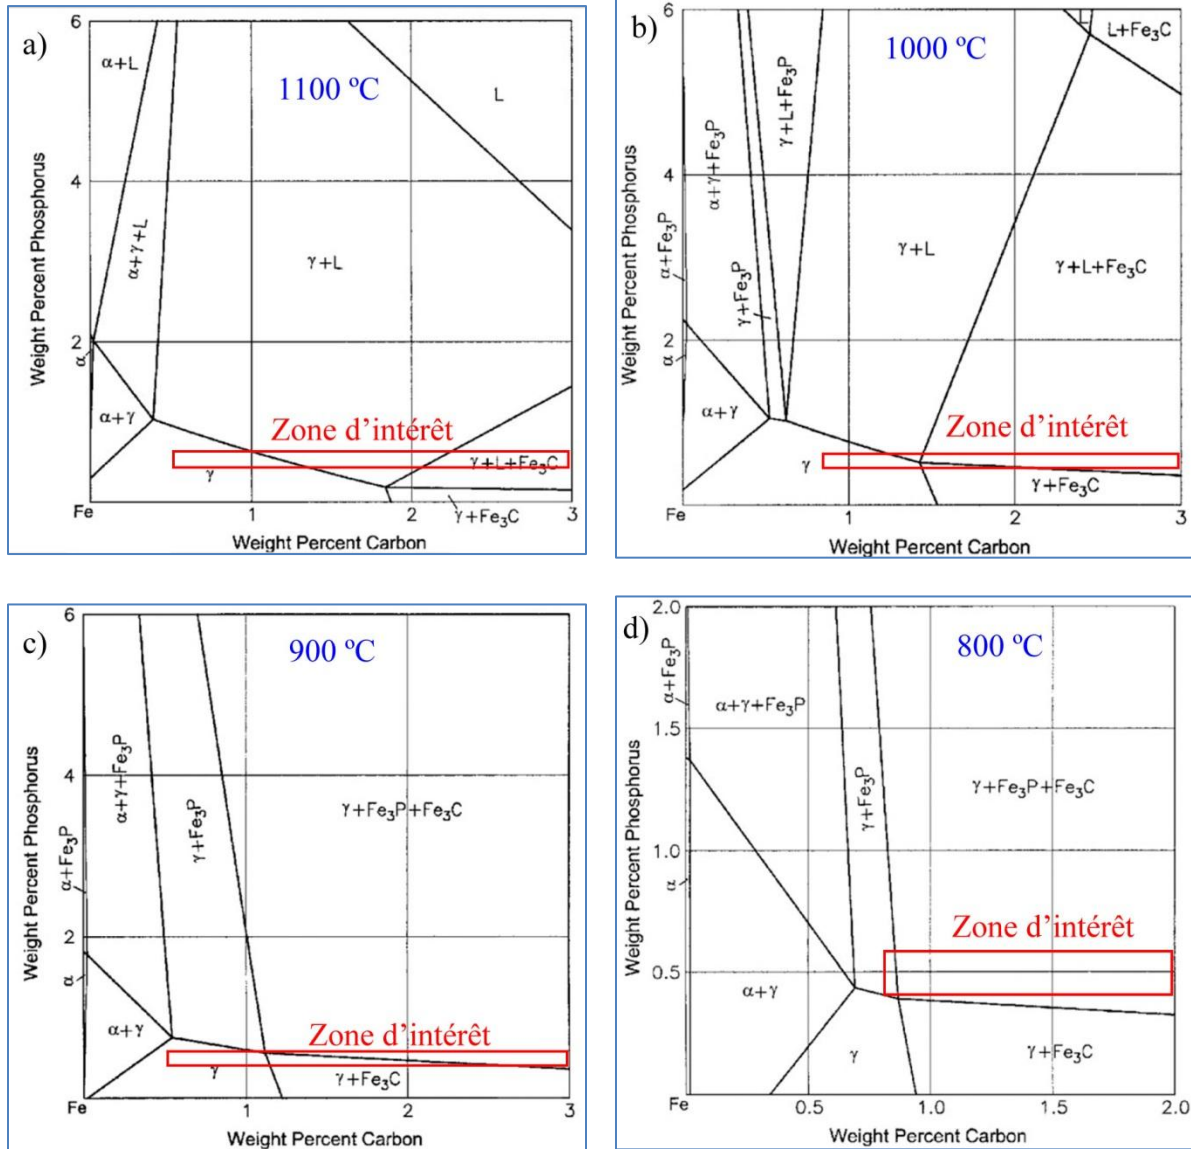 a)
1100 ºC
Weight Percent Phosphorus
6
4
2
α+L
α+γ+L
γ+L
L
α
α+γ
γ
Zone d'intérêt
γ+L+Fe₃C
γ+Fe₃C
Fe
1
2
3
Weight Percent Carbon
b)
1000 ºC
Weight Percent Phosphorus
6
4
2
α+Fe₃P
α+γ+Fe₃P
γ+Fe₃P
γ+L+Fe₃P
γ+L
L
L+Fe₃C
γ+L+Fe₃C
α
α+γ
γ
Zone d'intérêt
γ+Fe₃C
Fe
1
2
3
Weight Percent Carbon
c)
900 ºC
Weight Percent Phosphorus
6
4
2
α+Fe₃P
α+γ+Fe₃P
γ+Fe₃P
γ+Fe₃P+Fe₃C
α
α+γ
γ
Zone d'intérêt
γ+Fe₃C
Fe
1
2
3
Weight Percent Carbon
d)
800 ºC
Weight Percent Phosphorus
2.0
1.5
1.0
0.5
α+Fe₃P
α+γ+Fe₃P
γ+Fe₃P
γ+Fe₃P+Fe₃C
α
α+γ
γ
Zone d'intérêt
γ+Fe₃C
Fe
0.5
1.0
1.5
2.0
Weight Percent Carbon